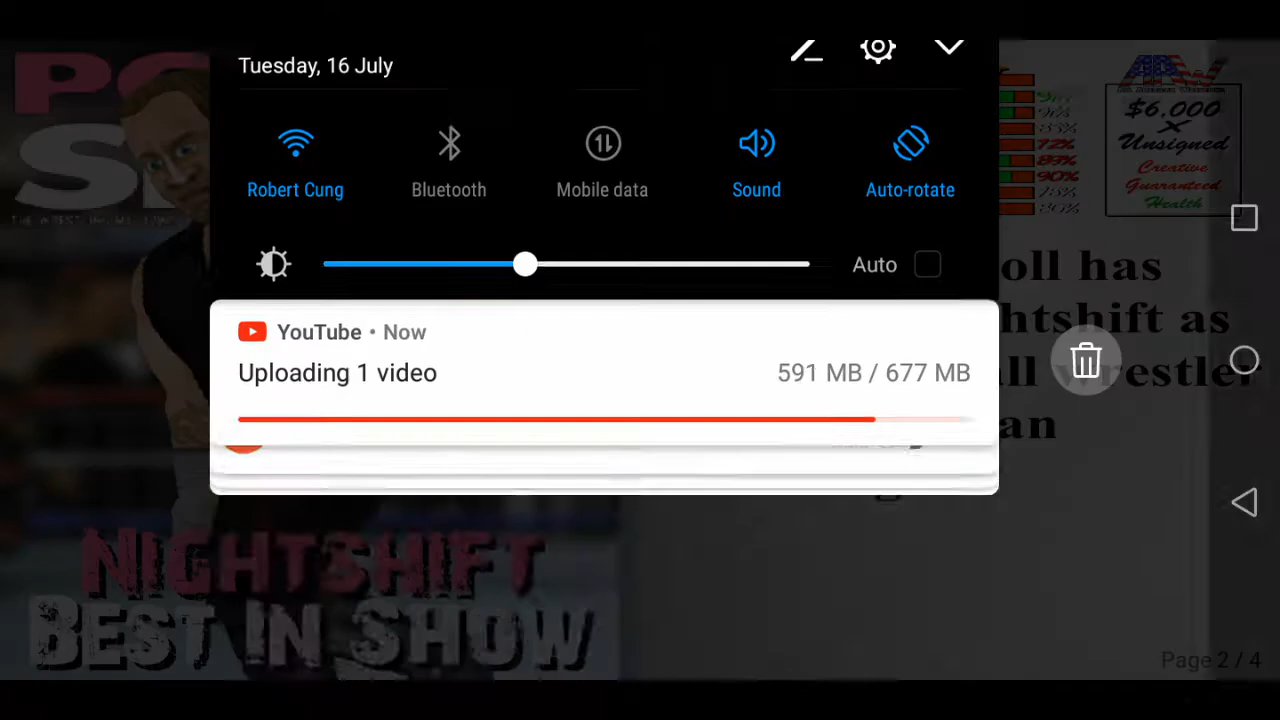 Tuesday, 16 July
Robert Cung
Bluetooth
Mobile data
Sound
Auto-rotate
Auto
YouTube • Now
Uploading 1 video
591 MB / 677 MB
$6,000
X
Unsigned
Creative
Guaranteed
Health
90%
oll has
htshift as
ll wrestler
an
NIGHTSHIFT
BEST IN SHOW
Page 2 / 4